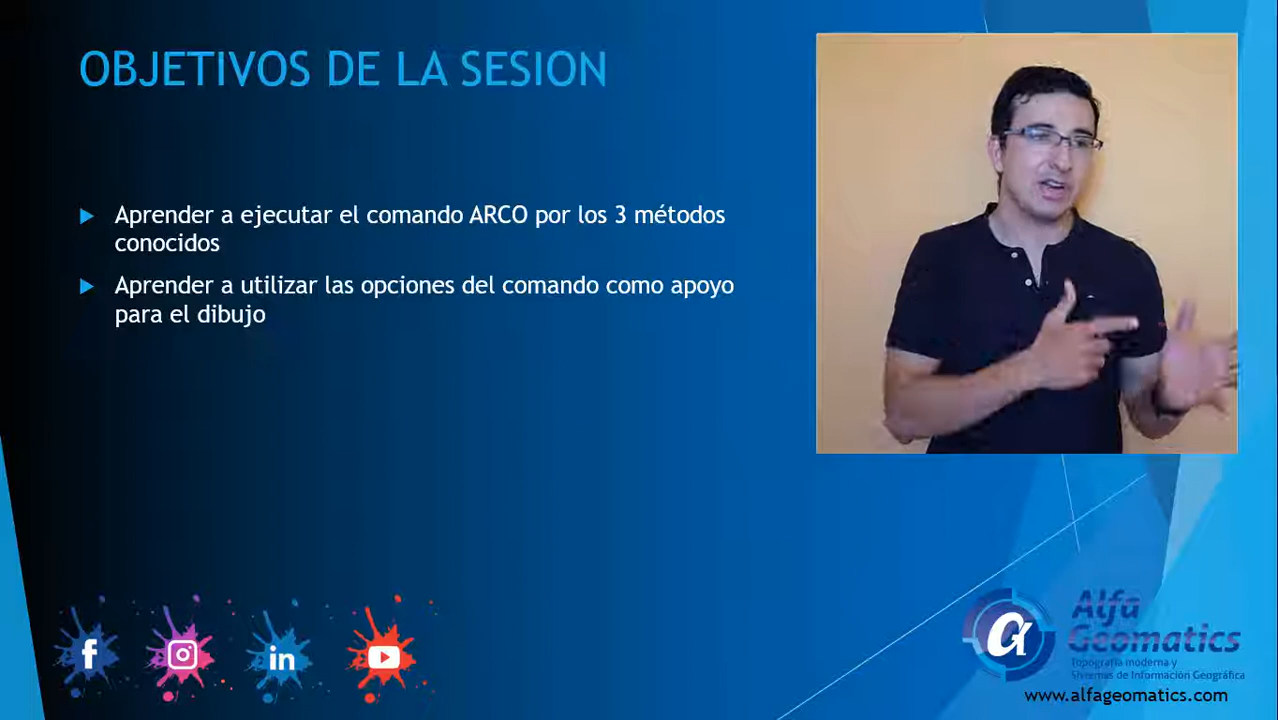 OBJETIVOS DE LA SESION
Aprender a ejecutar el comando ARCO por los 3 métodos
conocidos
Aprender a utilizar las opciones del comando como apoyo
para el dibujo
f
in
α
Alfa
Geomatics
Topografía moderna y
Sistemas de Información Geográfica
www.alfageomatics.com